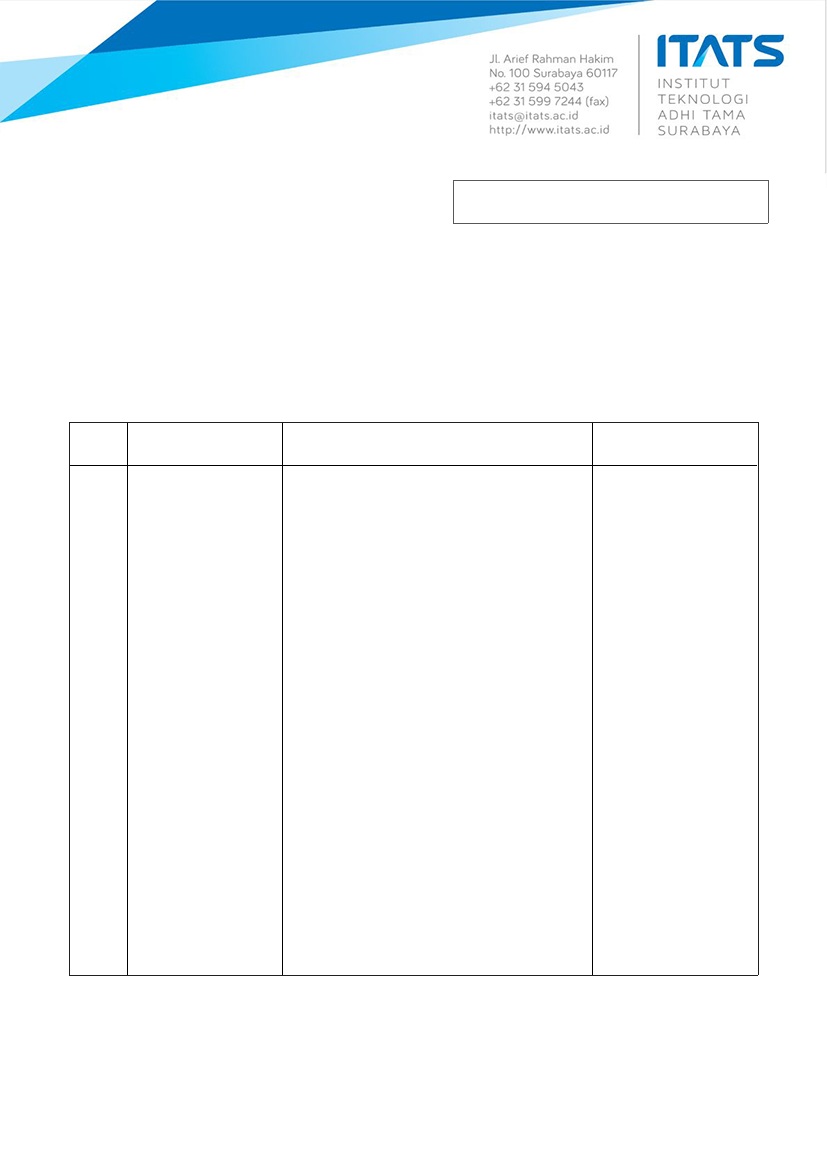 Jl. Arief Rahman Hakim
No. 100 Surabaya 60117
+62 31 594 5043
+62 31 599 7244 (fax)
itats@itats.ac.id
http://www.itats.ac.id
ITATS
INSTITUT
TEKNOLOGI
ADHI TAMA
SURABAYA